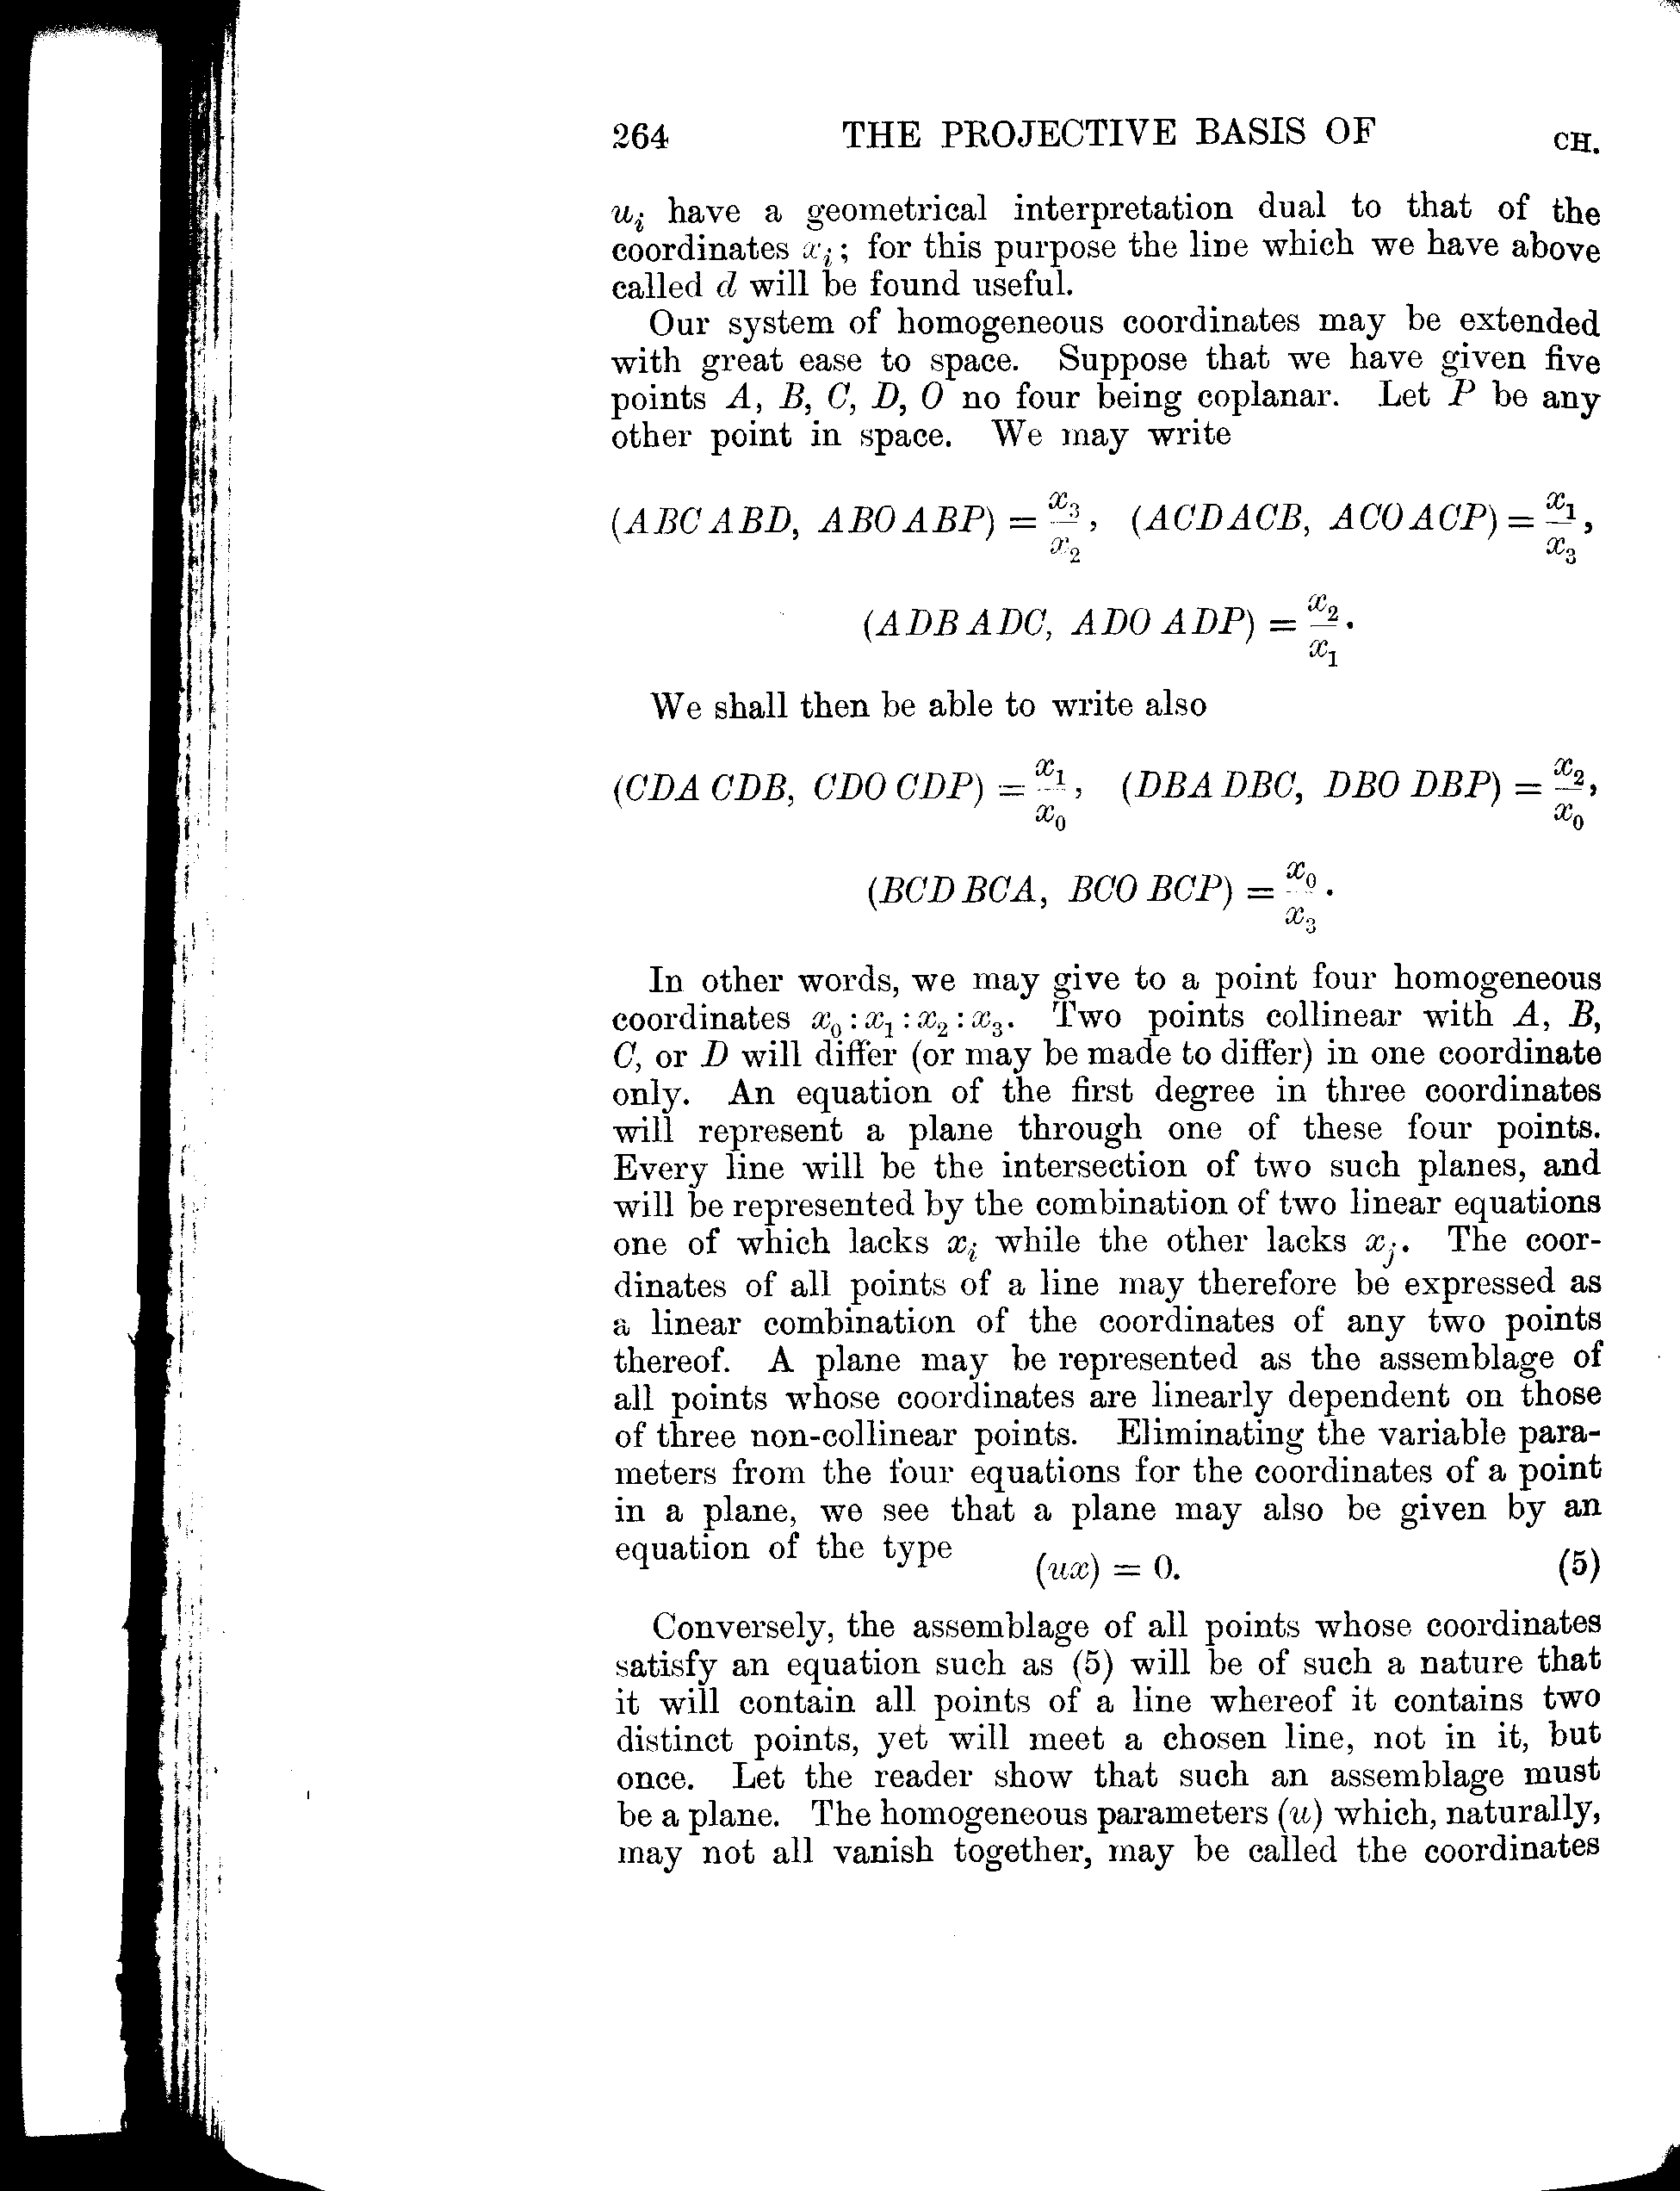 264 THE PROJECTIVE BASIS OF CH.
u_i have a geometrical interpretation dual to that of the
coordinates x_i; for this purpose the line which we have above
called d will be found useful.
Our system of homogeneous coordinates may be extended
with great ease to space. Suppose that we have given five
points A, B, C, D, O no four being coplanar. Let P be any
other point in space. We may write
(ABC ABD, ABO ABP) = x_3/x_2, (ACD ACB, ACO ACP) = x_1/x_3,
(ADB ADC, ADO ADP) = x_2/x_1.
We shall then be able to write also
(CDA CDB, CDO CDP) = x_1/x_0, (DBA DBC, DBO DBP) = x_2/x_0,
(BCD BCA, BCO BCP) = x_0/x_3.
In other words, we may give to a point four homogeneous
coordinates x_0 : x_1 : x_2 : x_3. Two points collinear with A, B,
C, or D will differ (or may be made to differ) in one coordinate
only. An equation of the first degree in three coordinates
will represent a plane through one of these four points.
Every line will be the intersection of two such planes, and
will be represented by the combination of two linear equations
one of which lacks x_i while the other lacks x_j. The coor-
dinates of all points of a line may therefore be expressed as
a linear combination of the coordinates of any two points
thereof. A plane may be represented as the assemblage of
all points whose coordinates are linearly dependent on those
of three non-collinear points. Eliminating the variable para-
meters from the four equations for the coordinates of a point
in a plane, we see that a plane may also be given by an
equation of the type
(ux) = 0. (5)
Conversely, the assemblage of all points whose coordinates
satisfy an equation such as (5) will be of such a nature that
it will contain all points of a line whereof it contains two
distinct points, yet will meet a chosen line, not in it, but
once. Let the reader show that such an assemblage must
be a plane. The homogeneous parameters (u) which, naturally,
may not all vanish together, may be called the coordinates